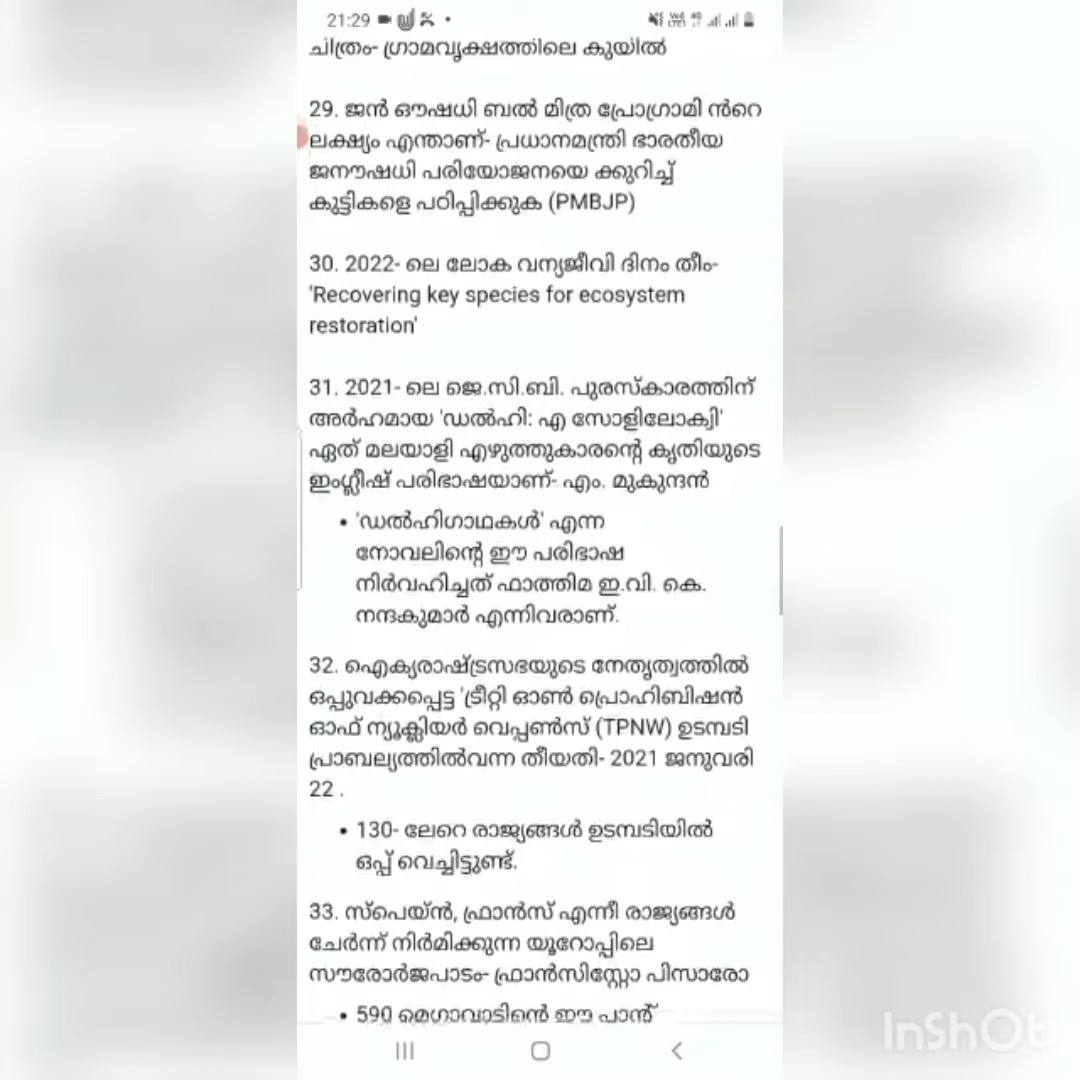 21:29
ചിത്രം- ഗ്രാമവൃക്ഷത്തിലെ കുയിൽ
29. ജൻ ഔഷധി ബൽ മിത്ര പ്രോഗ്രാമി ൻറെ
ലക്ഷ്യം എന്താണ്- പ്രധാനമന്ത്രി ഭാരതീയ
ജനൗഷധി പരിയോജനയെ ക്കുറിച്ച്
കുട്ടികളെ പഠിപ്പിക്കുക (PMBJP)
30. 2022- ലെ ലോക വന്യജീവി ദിനം തീം-
'Recovering key species for ecosystem
restoration'
31. 2021- ലെ ജെ.സി.ബി. പുരസ്കാരത്തിന്
അർഹമായ 'ഡൽഹി: എ സോളിലോക്വി'
ഏത് മലയാളി എഴുത്തുകാരന്റെ കൃതിയുടെ
ഇംഗ്ലീഷ് പരിഭാഷയാണ്- എം. മുകുന്ദൻ
• 'ഡൽഹിഗാഥകൾ' എന്ന
നോവലിന്റെ ഈ പരിഭാഷ
നിർവഹിച്ചത് ഫാത്തിമ ഇ.വി. കെ.
നന്ദകുമാർ എന്നിവരാണ്.
32. ഐക്യരാഷ്ട്രസഭയുടെ നേതൃത്വത്തിൽ
ഒപ്പുവക്കപ്പെട്ട 'ട്രീറ്റി ഓൺ പ്രൊഹിബിഷൻ
ഓഫ് ന്യൂക്ലിയർ വെപ്പൺസ് (TPNW) ഉടമ്പടി
പ്രാബല്യത്തിൽവന്ന തീയതി- 2021 ജനുവരി
22 .
• 130- ലേറെ രാജ്യങ്ങൾ ഉടമ്പടിയിൽ
ഒപ്പ് വെച്ചിട്ടുണ്ട്.
33. സ്പെയ്ൻ, ഫ്രാൻസ് എന്നീ രാജ്യങ്ങൾ
ചേർന്ന് നിർമിക്കുന്ന യൂറോപ്പിലെ
സൗരോർജപാടം- ഫ്രാൻസിസ്റ്റോ പിസാരോ
• 590 മെഗാവാടിൻ്റെ ഈ പാന്റ്
InShOt